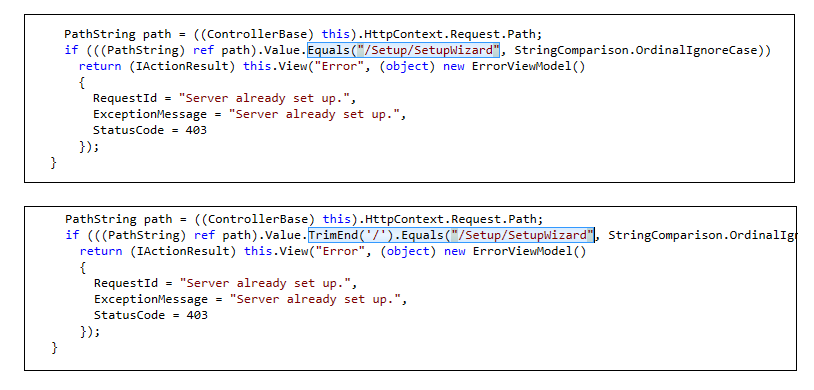 PathString path = ((ControllerBase) this).HttpContext.Request.Path;
if (((PathString) ref path).Value.Equals("/Setup/SetupWizard", StringComparison.OrdinalIgnoreCase))
return (IActionResult) this.View("Error", (object) new ErrorViewModel()
{
RequestId = "Server already set up.",
ExceptionMessage = "Server already set up.",
StatusCode = 403
});
}
PathString path = ((ControllerBase) this).HttpContext.Request.Path;
if (((PathString) ref path).Value.TrimEnd('/').Equals("/Setup/SetupWizard", StringComparison.OrdinalIgn
return (IActionResult) this.View("Error", (object) new ErrorViewModel()
{
RequestId = "Server already set up.",
ExceptionMessage = "Server already set up.",
StatusCode = 403
});
}